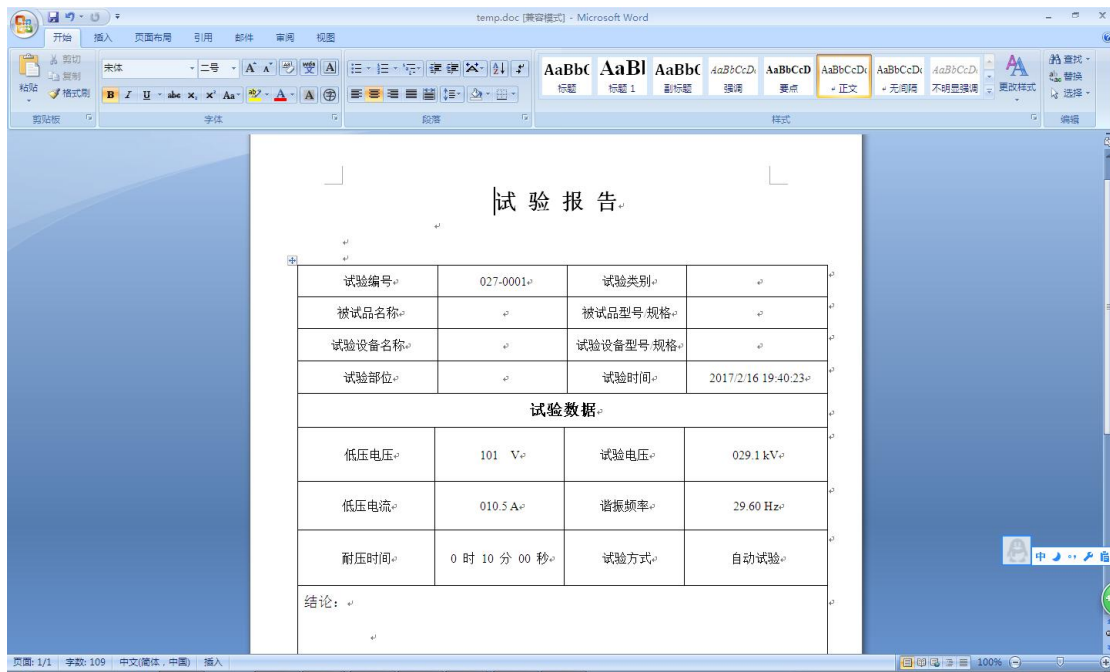 temp.doc [兼容模式] - Microsoft Word
开始 插入 页面布局 引用 邮件 审阅 视图
剪切
复制
格式刷
粘贴
剪贴板
宋体 二号
B I U abc x₂ x² Aa
字体
段落
AaBb( AaBl AaBb( AaBbCcD AaBbCcD AaBbCcDc AaBbCcDc AaBbCcD
标题 标题 1 副标题 强调 要点 正文 无间隔 不明显强调
更改样式
样式
查找
替换
选择
编辑
试 验 报 告
试验编号 027-0001 试验类别
被试品名称 被试品型号/规格
试验设备名称 试验设备型号/规格
试验部位 试验时间 2017/2/16 19:40:23
试验数据
低压电压 101 V 试验电压 029.1 kV
低压电流 010.5 A 谐振频率 29.60 Hz
耐压时间 0 时 10 分 00 秒 试验方式 自动试验
结论：
中
页面: 1/1 字数: 109 中文(简体，中国) 插入 100%